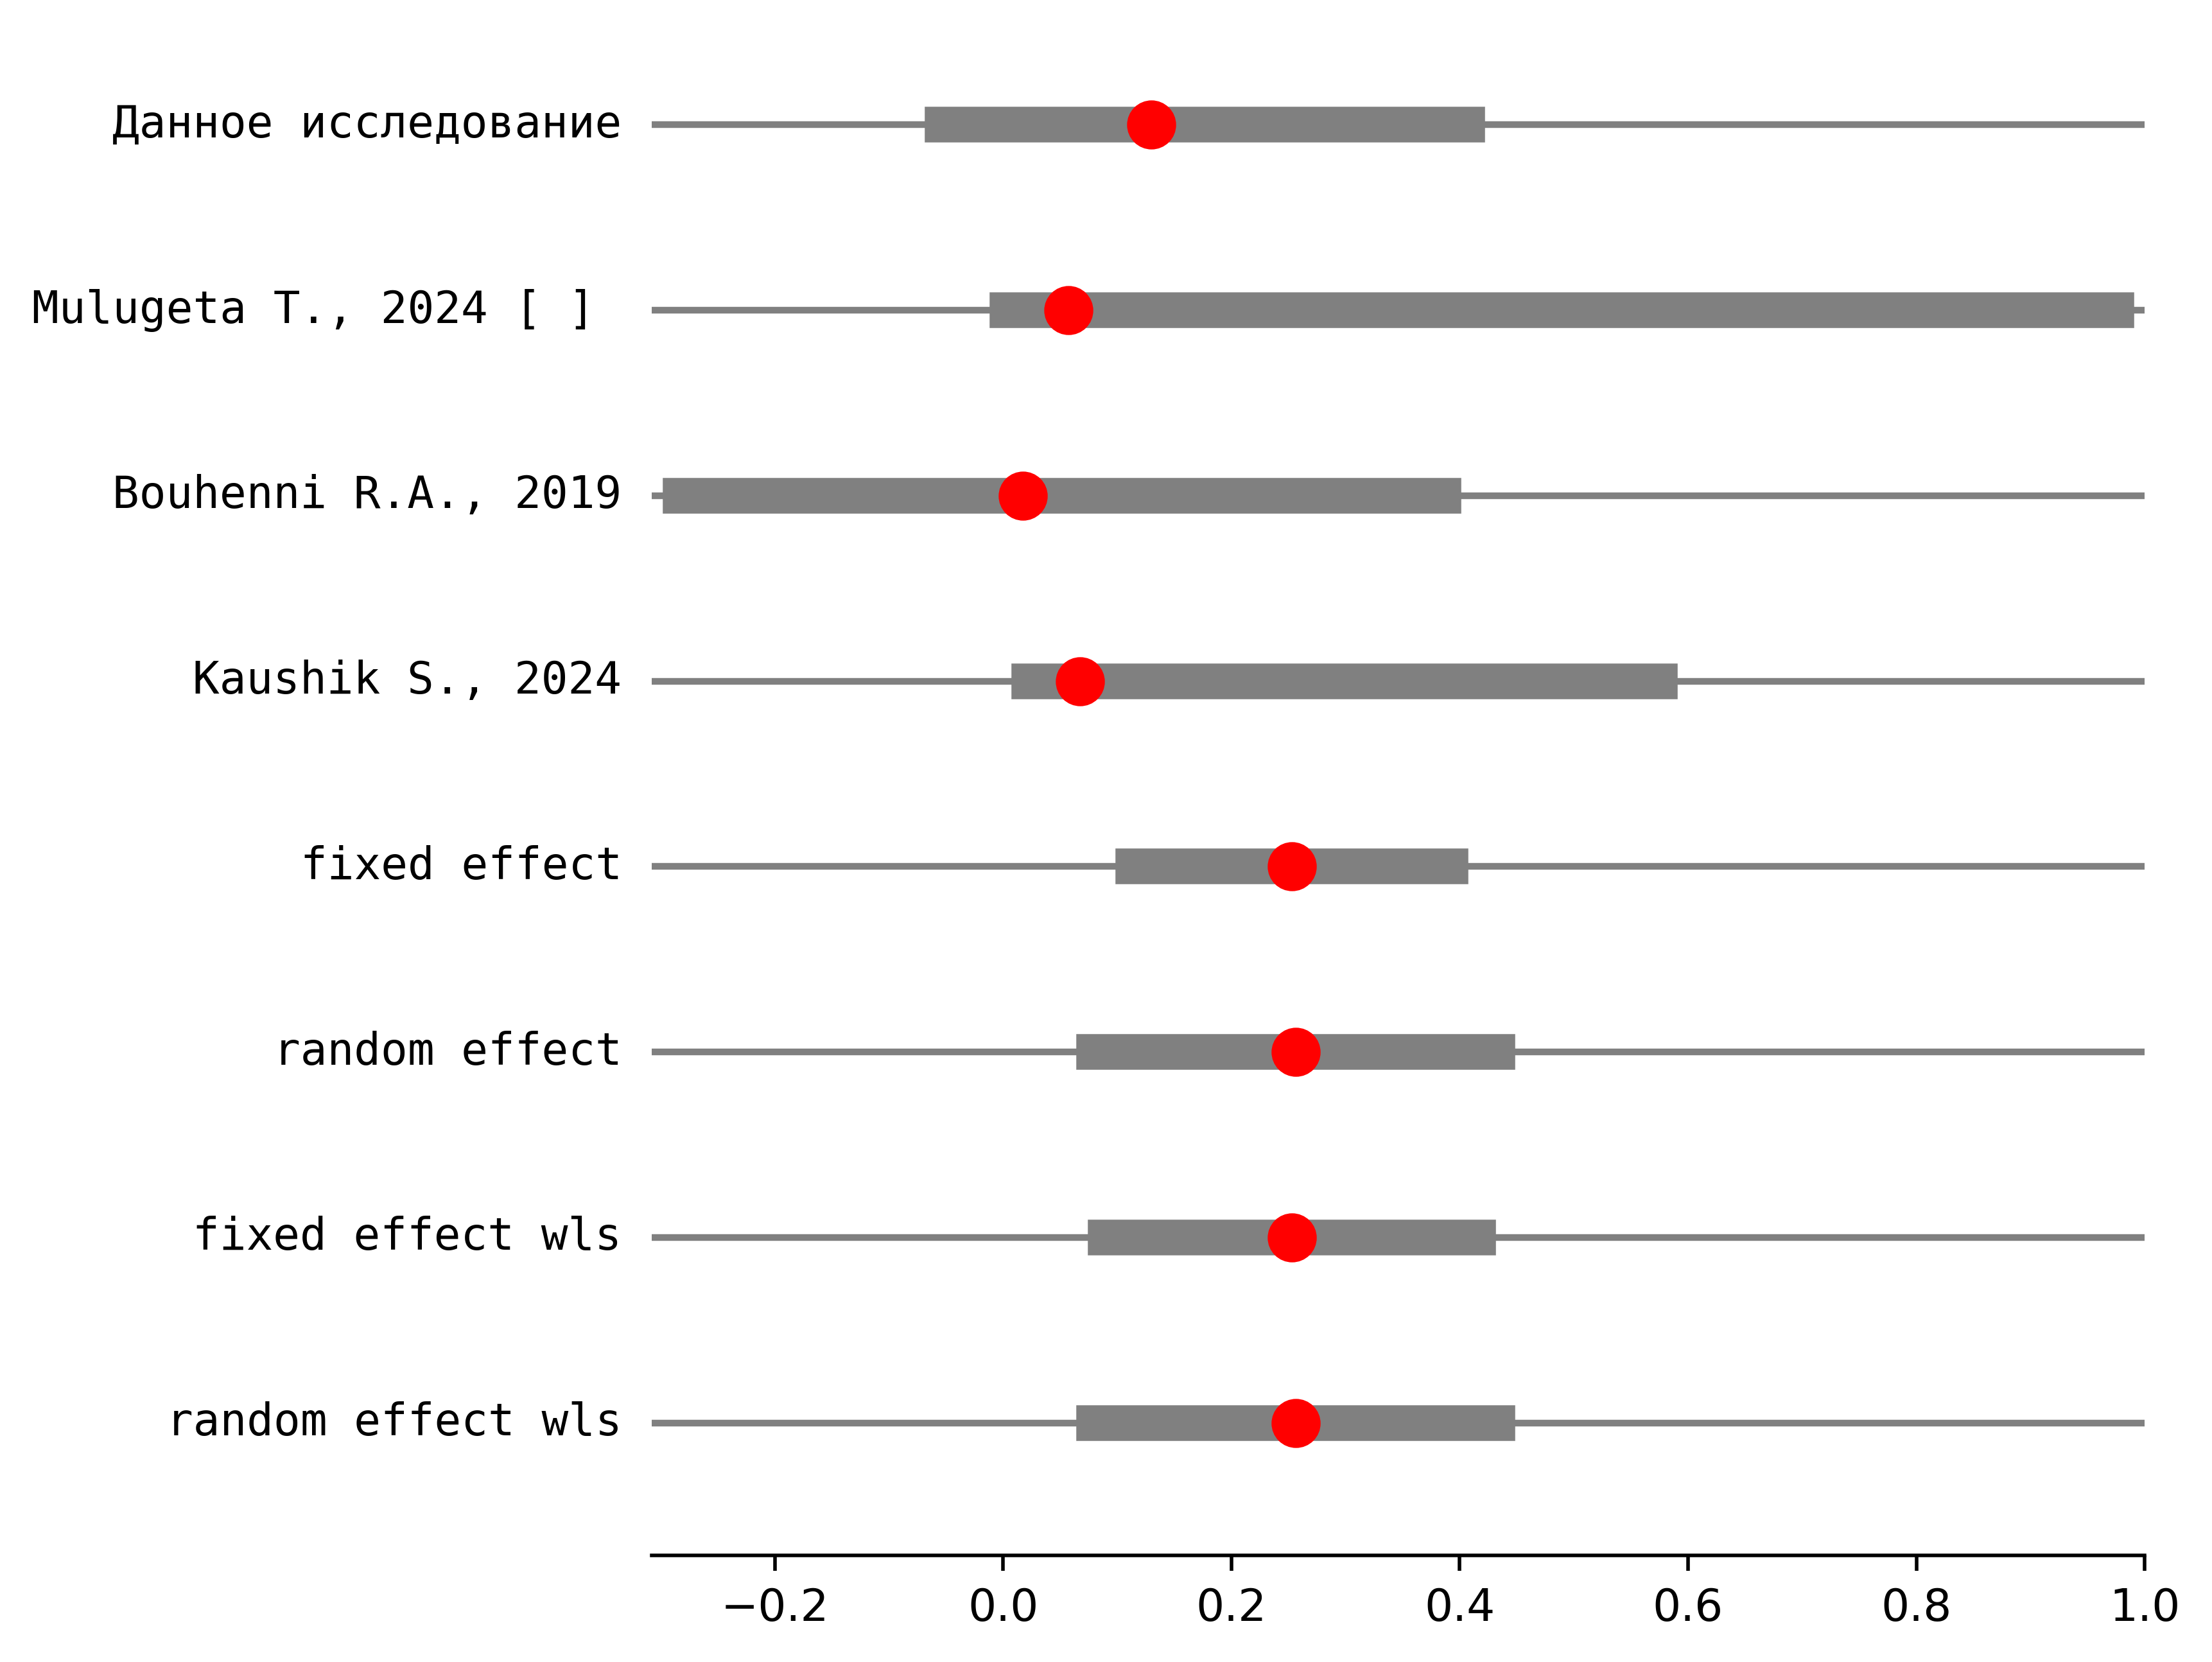 Данное исследование
Mulugeta T., 2024 [ ]
Bouhenni R.A., 2019
Kaushik S., 2024
fixed effect
random effect
fixed effect wls
random effect wls
−0.2 0.0 0.2 0.4 0.6 0.8 1.0